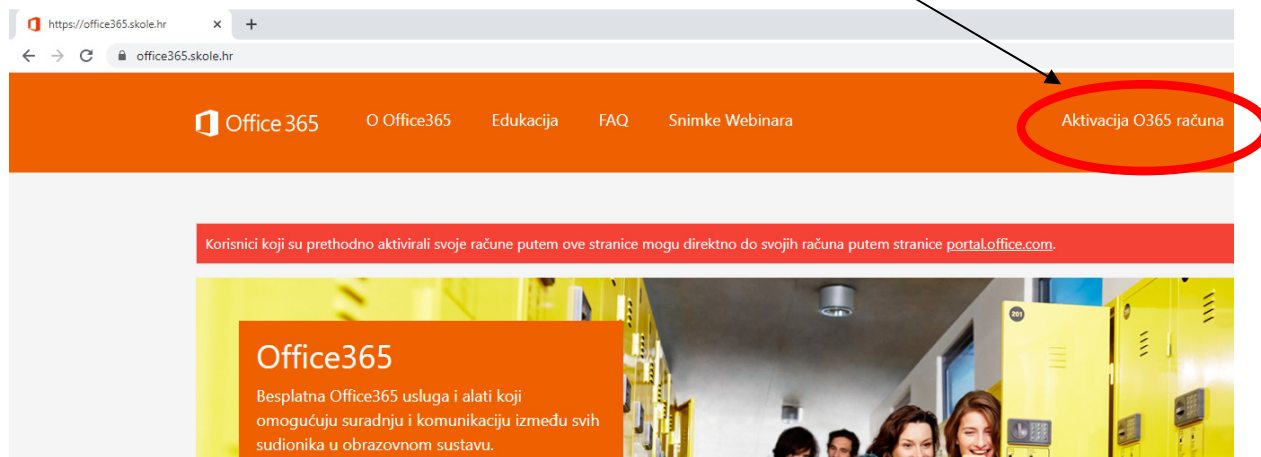 https://office365.skole.hr
office365.skole.hr
Office 365 O Office365 Edukacija FAQ Snimke Webinara Aktivacija O365 računa
Korisnici koji su prethodno aktivirali svoje račune putem ove stranice mogu direktno do svojih računa putem stranice portal.office.com.
Office365
Besplatna Office365 usluga i alati koji
omogućuju suradnju i komunikaciju između svih
sudionika u obrazovnom sustavu.
201